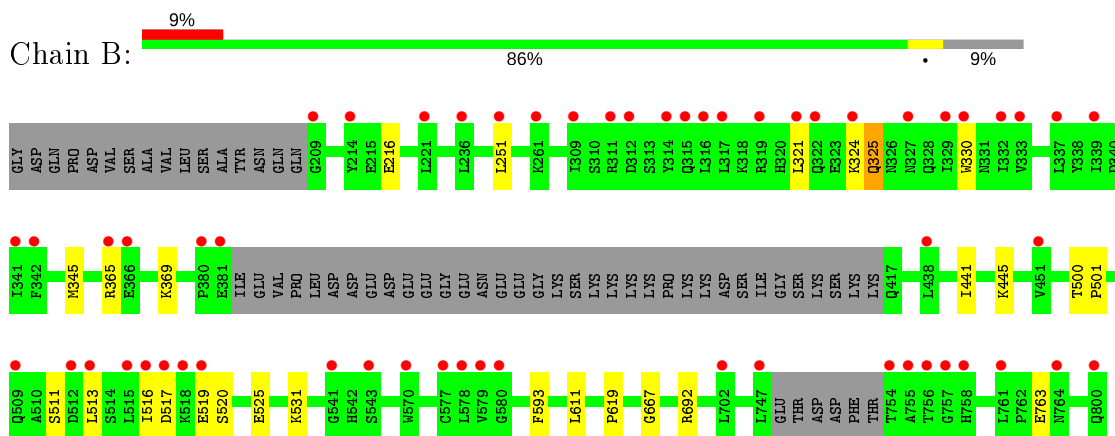 9%
Chain B:
86% • 9%
GLY ASP GLN PRO ASP VAL SER ALA VAL LEU SER ALA TYR ASN GLN GLN G209 Y214 E215 E216 L221 L236 L251 K261 I309 S310 R311 D312 S313 Y314 Q315 L316 L317 K318 R319 H320 L321 Q322 E323 K324 Q325 N326 N327 Q328 I329 W330 N331 I332 V333 L337 Y338 I339
I341 F342 M345 R365 E366 K369 P380 E381 ILE GLU VAL PRO LEU ASP ASP GLU ASP GLU GLU GLY GLU ASN GLU GLU GLY LYS SER LYS LYS LYS LYS PRO LYS LYS ASP SER ILE GLY SER LYS SER LYS LYS Q417 L438 I441 K445 V451 T500 P501
Q509 A510 S511 D512 L513 S514 L515 I516 D517 K518 E519 S520 E525 K531 G541 H542 S543 W570 C577 L578 V579 G580 F593 L611 P619 G667 R692 L702 L747 GLU THR ASP ASP PHE THR T754 A755 T756 G757 H758 L761 P762 E763 N764 Q800